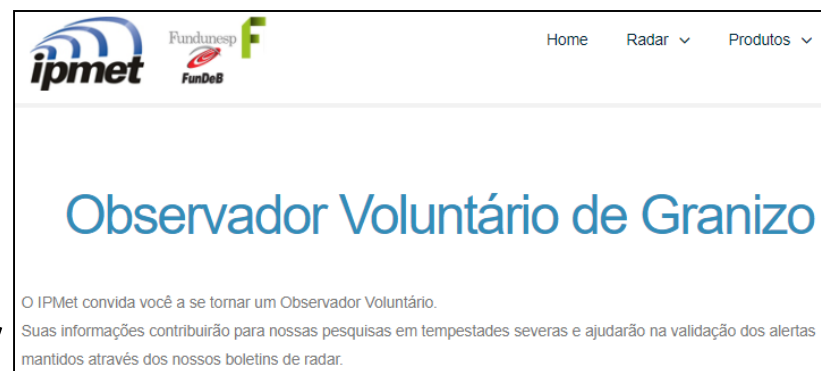 ipmet
Fundunesp
FunDeB
Home Radar Produtos
Observador Voluntário de Granizo
O IPMet convida você a se tornar um Observador Voluntário.
Suas informações contribuirão para nossas pesquisas em tempestades severas e ajudarão na validação dos alertas
mantidos através dos nossos boletins de radar.